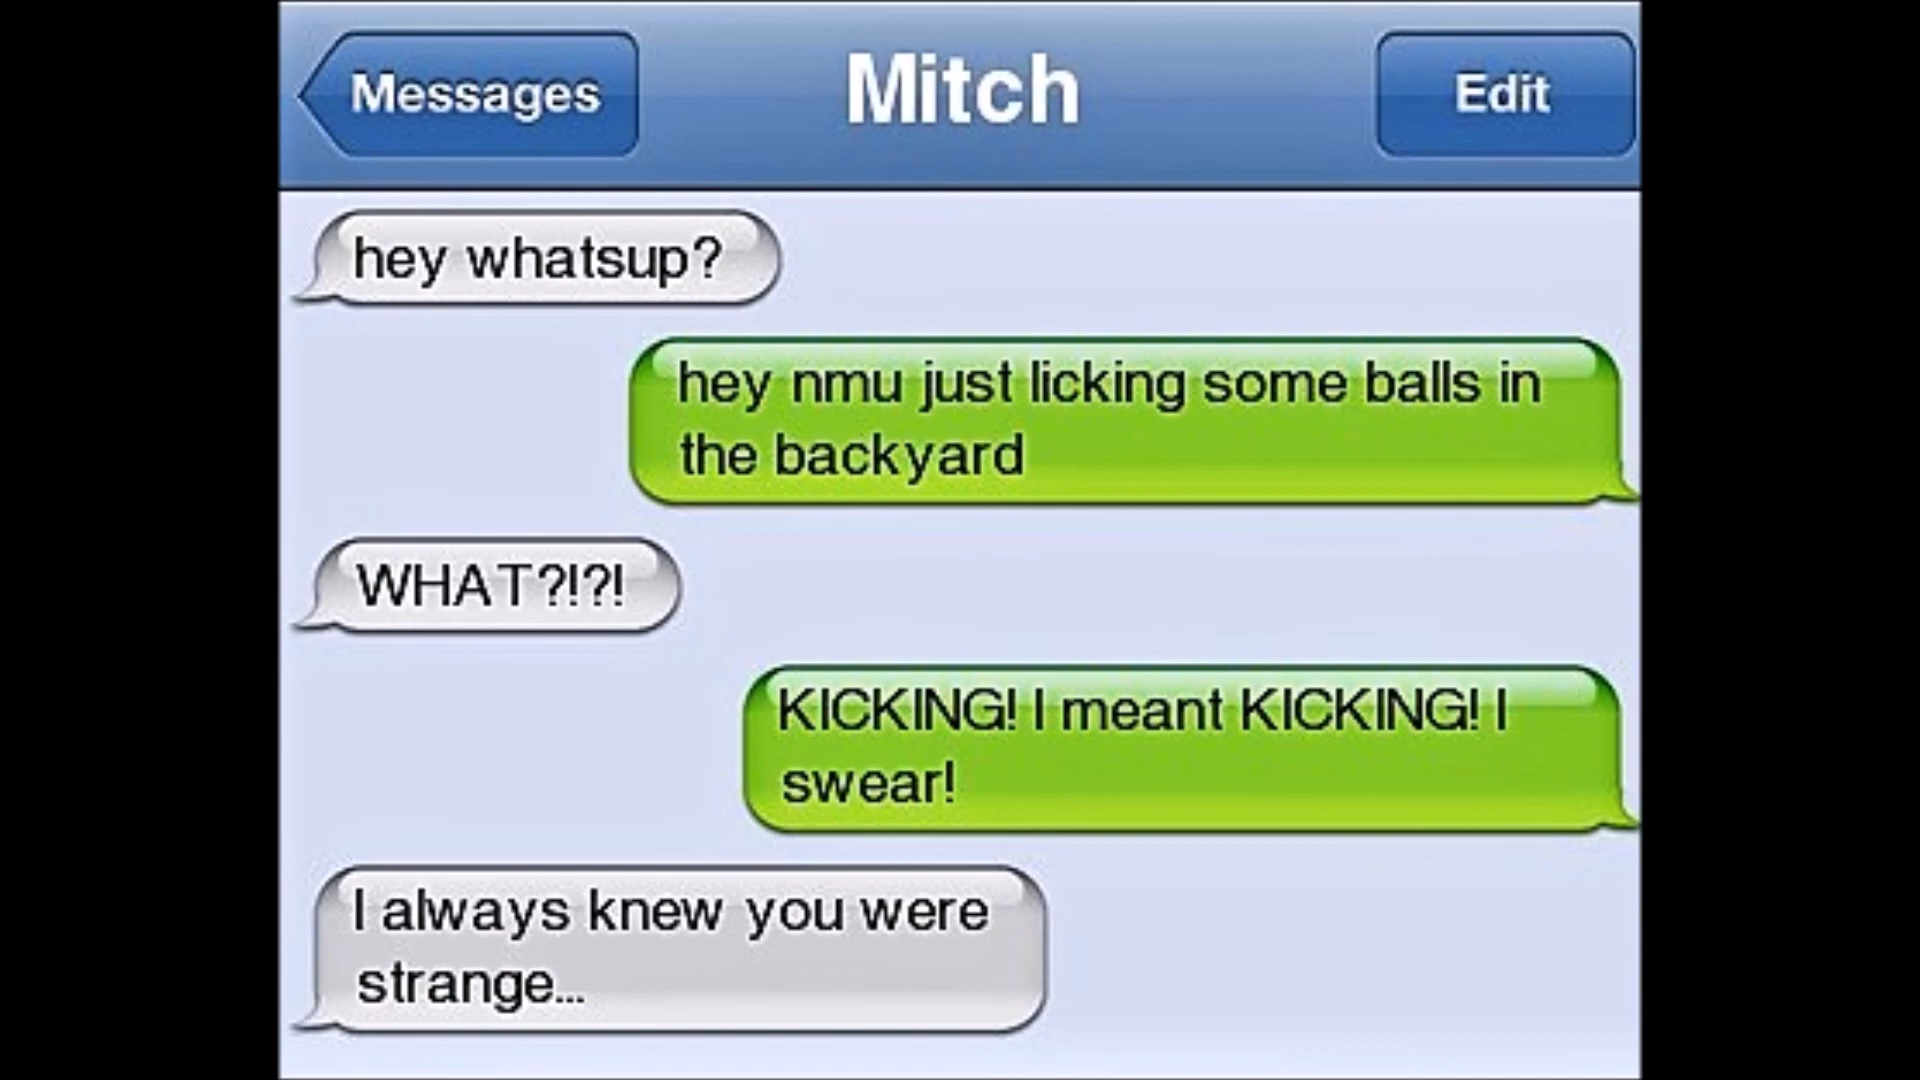 Messages
Mitch
Edit
hey whatsup?
hey nmu just licking some balls in
the backyard
WHAT?!?!
KICKING! I meant KICKING! I
swear!
I always knew you were
strange...